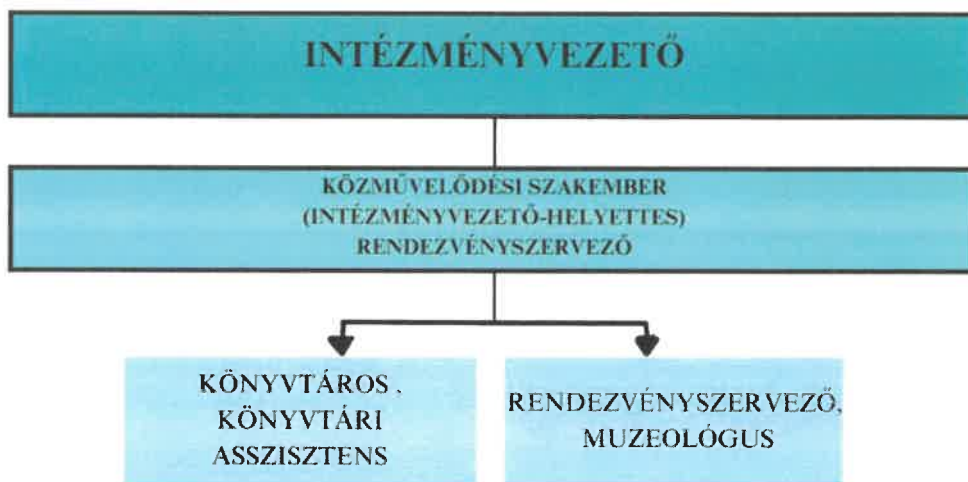 INTÉZMÉNYVEZETŐ
KÖZMŰVELŐDÉSI SZAKEMBER
(INTÉZMÉNYVEZETŐ-HELYETTES)
RENDEZVÉNYSZERVEZŐ
KÖNYVTÁROS,
KÖNYVTÁRI
ASSZISZTENS
RENDEZVÉNYSZERVEZŐ,
MUZEOLÓGUS